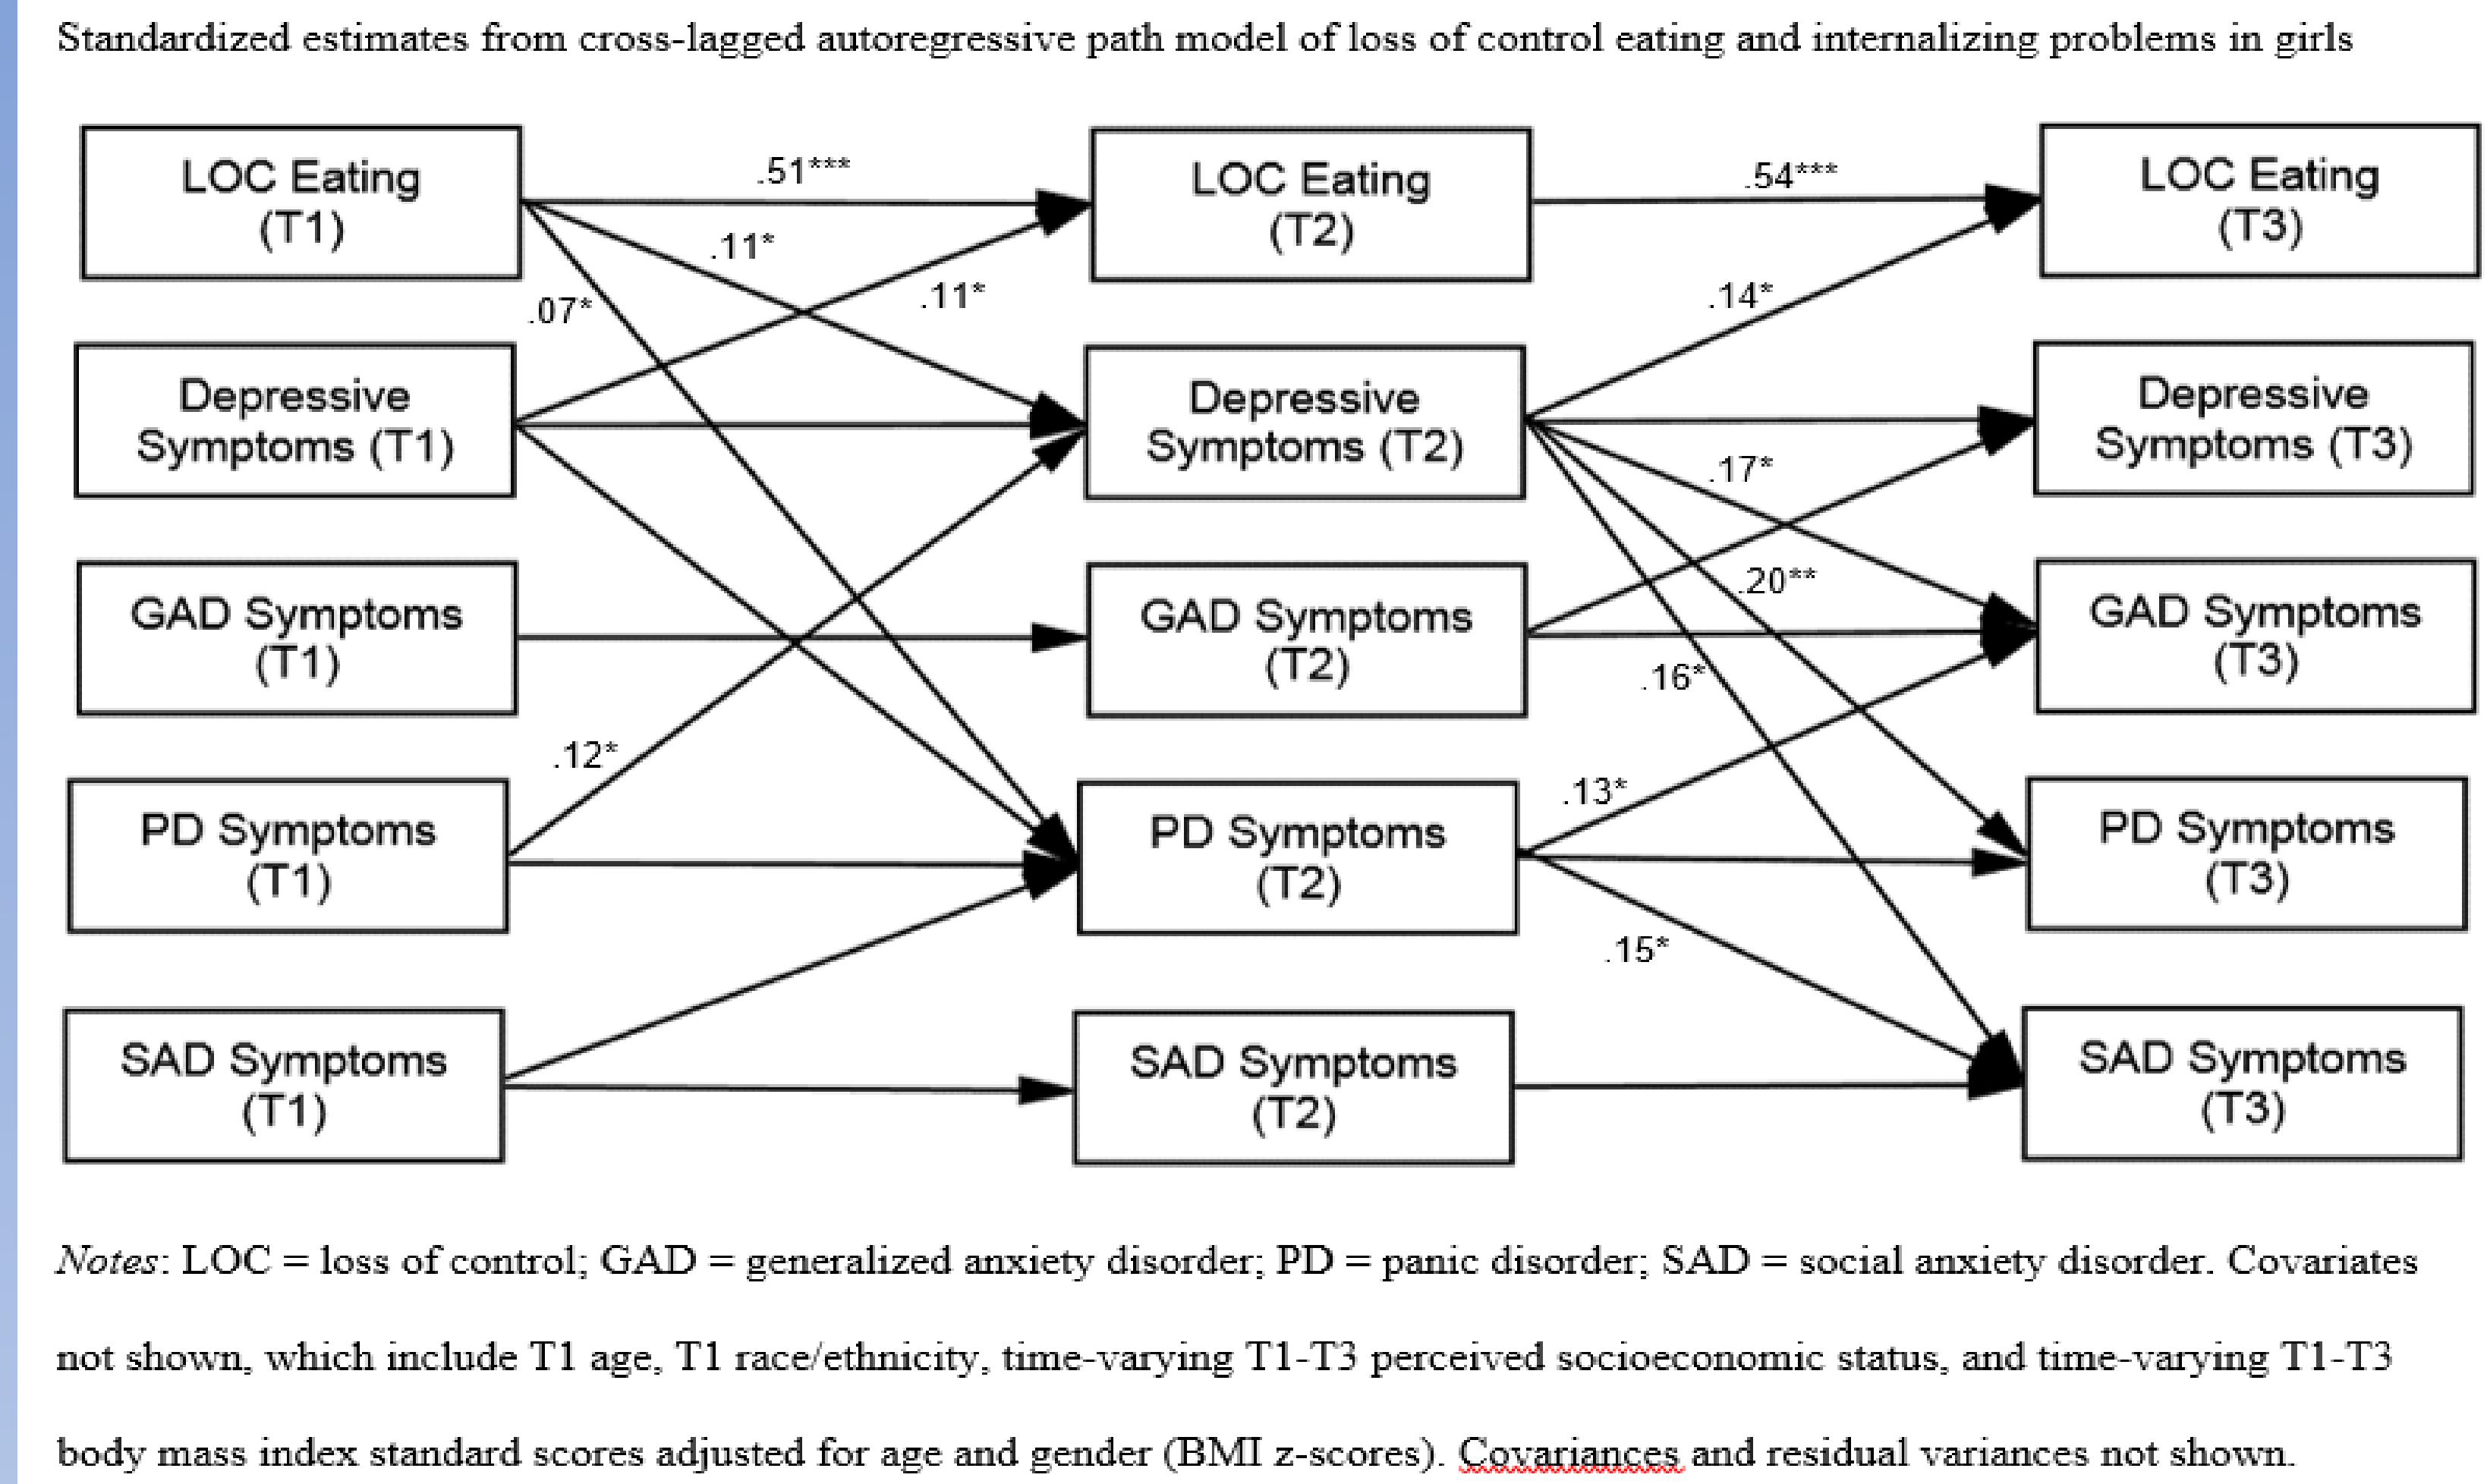 Standardized estimates from cross-lagged autoregressive path model of loss of control eating and internalizing problems in girls
LOC Eating
(T1)
.51***
LOC Eating
(T2)
.54***
LOC Eating
(T3)
.11*
.07*
.11*
.14*
Depressive
Symptoms (T1)
Depressive
Symptoms (T2)
Depressive
Symptoms (T3)
.17*
.20**
GAD Symptoms
(T1)
GAD Symptoms
(T2)
GAD Symptoms
(T3)
.16*
.12*
.13*
PD Symptoms
(T1)
PD Symptoms
(T2)
PD Symptoms
(T3)
.15*
SAD Symptoms
(T1)
SAD Symptoms
(T2)
SAD Symptoms
(T3)
Notes: LOC = loss of control; GAD = generalized anxiety disorder; PD = panic disorder; SAD = social anxiety disorder. Covariates
not shown, which include T1 age, T1 race/ethnicity, time-varying T1-T3 perceived socioeconomic status, and time-varying T1-T3
body mass index standard scores adjusted for age and gender (BMI z-scores). Covariances and residual variances not shown.